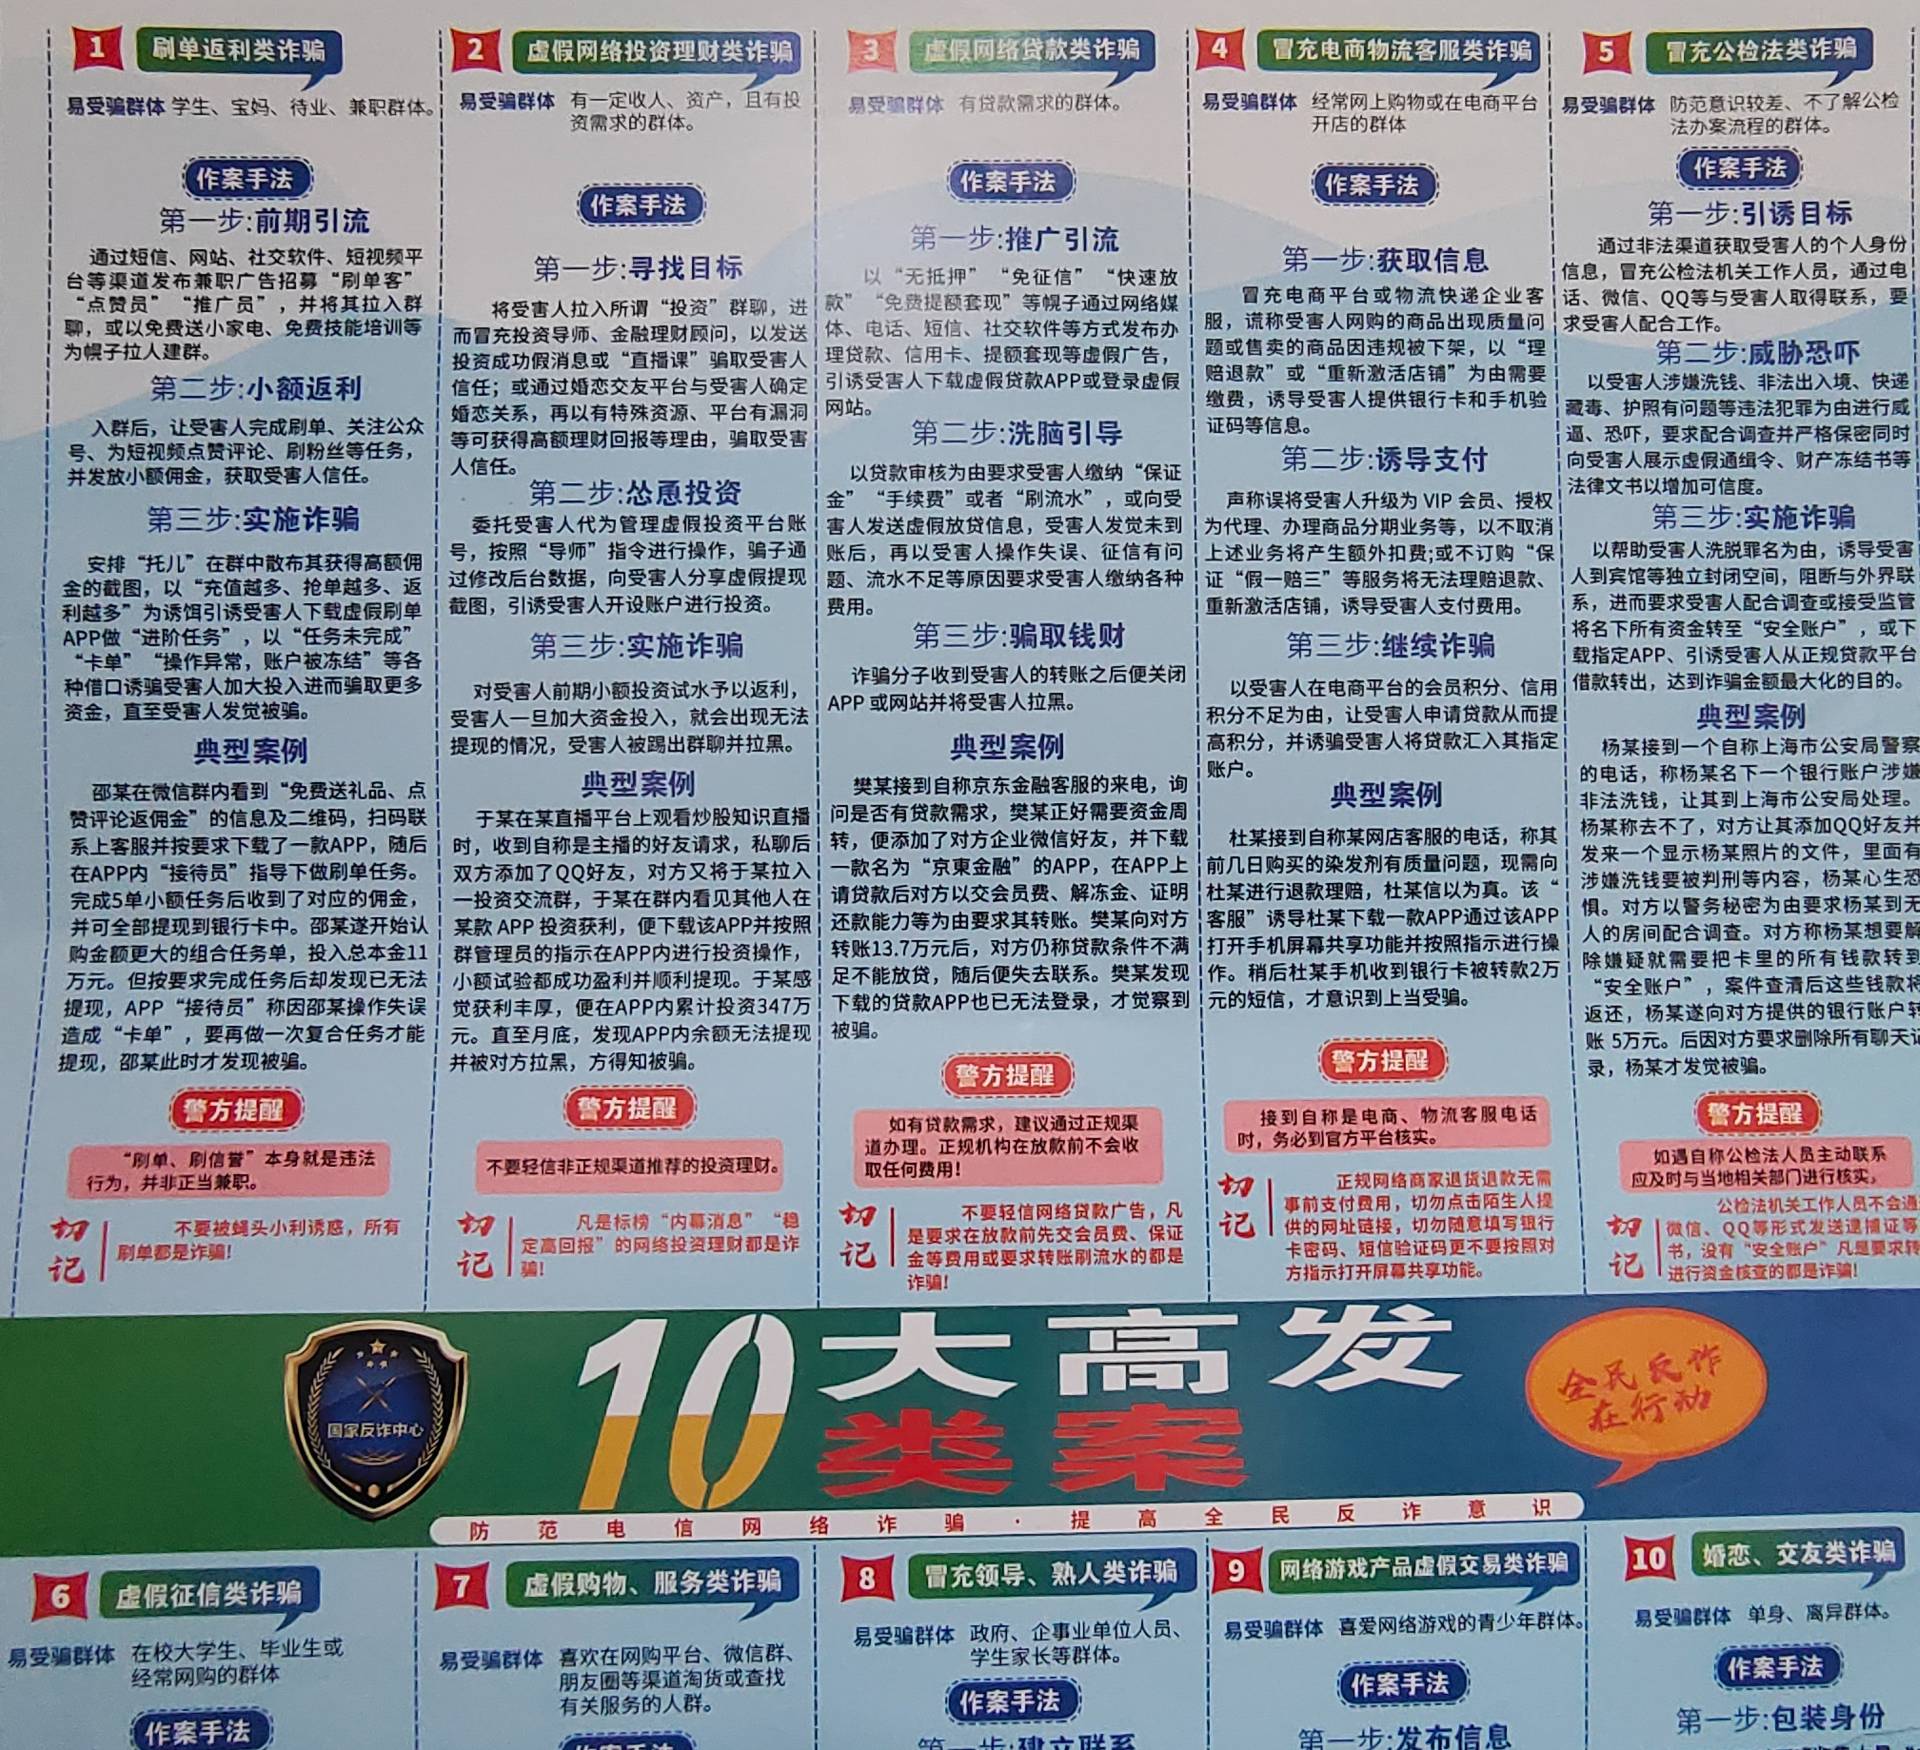 1 刷单返利类诈骗
易受骗群体 学生、宝妈、待业、兼职群体。
作案手法
第一步:前期引流
通过短信、网站、社交软件、短视频平
台等渠道发布兼职广告招募“刷单客”
“点赞员”“推广员”，并将其拉入群
聊，或以免费送小家电、免费技能培训等
为幌子拉人建群。
第二步:小额返利
入群后，让受害人完成刷单、关注公众
号、为短视频点赞评论、刷粉丝等任务，
并发放小额佣金，获取受害人信任。
第三步:实施诈骗
安排“托儿”在群中散布其获得高额佣
金的截图，以“充值越多、抢单越多、返
利越多”为诱饵引诱受害人下载虚假刷单
APP做“进阶任务”，以“任务未完成”
“卡单”“操作异常，账户被冻结”等各
种借口诱骗受害人加大投入进而骗取更多
资金，直至受害人发觉被骗。
典型案例
邵某在微信群内看到“免费送礼品、点
赞评论返佣金”的信息及二维码，扫码联
系上客服并按要求下载了一款APP，随后
在APP内“接待员”指导下做刷单任务。
完成5单小额任务后收到了对应的佣金，
并可全部提现到银行卡中。邵某遂开始认
购金额更大的组合任务单，投入总本金11
万元。但按要求完成任务后却发现已无法
提现，APP“接待员”称因邵某操作失误
造成“卡单”，要再做一次复合任务才能
提现，邵某此时才发现被骗。
警方提醒
“刷单、刷信誉”本身就是违法
行为，并非正当兼职。
切记
不要被蝇头小利诱惑，所有
刷单都是诈骗!
2 虚假网络投资理财类诈骗
易受骗群体 有一定收人、资产，且有投
资需求的群体。
作案手法
第一步:寻找目标
将受害人拉入所谓“投资”群聊，进
而冒充投资导师、金融理财顾问，以发送
投资成功假消息或“直播课”骗取受害人
信任；或通过婚恋交友平台与受害人确定
婚恋关系，再以有特殊资源、平台有漏洞
等可获得高额理财回报等理由，骗取受害
人信任。
第二步:怂恿投资
委托受害人代为管理虚假投资平台账
号，按照“导师”指令进行操作，骗子通
过修改后台数据，向受害人分享虚假提现
截图，引诱受害人开设账户进行投资。
第三步:实施诈骗
对受害人前期小额投资试水予以返利，
受害人一旦加大资金投入，就会出现无法
提现的情况，受害人被踢出群聊并拉黑。
典型案例
于某在某直播平台上观看炒股知识直播
时，收到自称是主播的好友请求，私聊后
双方添加了QQ好友，对方又将于某拉入
一投资交流群，于某在群内看见其他人在
某款 APP 投资获利，便下载该APP并按照
群管理员的指示在APP内进行投资操作，
小额试验都成功盈利并顺利提现。于某感
觉获利丰厚，便在APP内累计投资347万
元。直至月底，发现APP内余额无法提现
并被对方拉黑，方得知被骗。
警方提醒
不要轻信非正规渠道推荐的投资理财。
切记
凡是标榜“内幕消息”“稳
定高回报”的网络投资理财都是诈
骗!
3 虚假网络贷款类诈骗
易受骗群体 有贷款需求的群体。
作案手法
第一步:推广引流
以“无抵押”“免征信”“快速放
款”“免费提额套现”等幌子通过网络媒
体、电话、短信、社交软件等方式发布办
理贷款、信用卡、提额套现等虚假广告，
引诱受害人下载虚假贷款APP或登录虚假
网站。
第二步:洗脑引导
以贷款审核为由要求受害人缴纳“保证
金”“手续费”或者“刷流水”，或向受
害人发送虚假放贷信息，受害人发觉未到
账后，再以受害人操作失误、征信有问
题、流水不足等原因要求受害人缴纳各种
费用。
第三步:骗取钱财
诈骗分子收到受害人的转账之后便关闭
APP 或网站并将受害人拉黑。
典型案例
樊某接到自称京东金融客服的来电，询
问是否有贷款需求，樊某正好需要资金周
转，便添加了对方企业微信好友，并下载
一款名为“京東金融”的APP，在APP上
请贷款后对方以交会员费、解冻金、证明
还款能力等为由要求其转账。樊某向对方
转账13.7万元后，对方仍称贷款条件不满
足不能放贷，随后便失去联系。樊某发现
下载的贷款APP也已无法登录，才觉察到
被骗。
警方提醒
如有贷款需求，建议通过正规渠
道办理。正规机构在放款前不会收
取任何费用!
切记
不要轻信网络贷款广告，凡
是要求在放款前先交会员费、保证
金等费用或要求转账刷流水的都是
诈骗!
4 冒充电商物流客服类诈骗
易受骗群体 经常网上购物或在电商平台
开店的群体
作案手法
第一步:获取信息
冒充电商平台或物流快递企业客
服，谎称受害人网购的商品出现质量问
题或售卖的商品因违规被下架，以“理
赔退款”或“重新激活店铺”为由需要
缴费，诱导受害人提供银行卡和手机验
证码等信息。
第二步:诱导支付
声称误将受害人升级为 VIP 会员、授权
为代理、办理商品分期业务等，以不取消
上述业务将产生额外扣费;或不订购“保
证“假一赔三”等服务将无法理赔退款、
重新激活店铺，诱导受害人支付费用。
第三步:继续诈骗
以受害人在电商平台的会员积分、信用
积分不足为由，让受害人申请贷款从而提
高积分，并诱骗受害人将贷款汇入其指定
账户。
典型案例
杜某接到自称某网店客服的电话，称其
前几日购买的染发剂有质量问题，现需向
杜某进行退款理赔，杜某信以为真。该“
客服”诱导杜某下载一款APP通过该APP
打开手机屏幕共享功能并按照指示进行操
作。稍后杜某手机收到银行卡被转款2万
元的短信，才意识到上当受骗。
警方提醒
接到自称是电商、物流客服电话
时，务必到官方平台核实。
切记
正规网络商家退货退款无需
事前支付费用，切勿点击陌生人提
供的网址链接，切勿随意填写银行
卡密码、短信验证码更不要按照对
方指示打开屏幕共享功能。
5 冒充公检法类诈骗
易受骗群体 防范意识较差、不了解公检
法办案流程的群体。
作案手法
第一步:引诱目标
通过非法渠道获取受害人的个人身份
信息，冒充公检法机关工作人员，通过电
话、微信、QQ等与受害人取得联系，要
求受害人配合工作。
第二步:威胁恐吓
以受害人涉嫌洗钱、非法出入境、快递
藏毒、护照有问题等违法犯罪为由进行威
逼、恐吓，要求配合调查并严格保密同时
向受害人展示虚假通缉令、财产冻结书等
法律文书以增加可信度。
第三步:实施诈骗
以帮助受害人洗脱罪名为由，诱导受害
人到宾馆等独立封闭空间，阻断与外界联
系，进而要求受害人配合调查或接受监管
将名下所有资金转至“安全账户”，或下
载指定APP、引诱受害人从正规贷款平台
借款转出，达到诈骗金额最大化的目的。
典型案例
杨某接到一个自称上海市公安局警察
的电话，称杨某名下一个银行账户涉嫌
非法洗钱，让其到上海市公安局处理。
杨某称去不了，对方让其添加QQ好友并
发来一个显示杨某照片的文件，里面有
涉嫌洗钱要被判刑等内容，杨某心生恐
惧。对方以警务秘密为由要求杨某到无
人的房间配合调查。对方称杨某想要解
除嫌疑就需要把卡里的所有钱款转到
“安全账户”，案件查清后这些钱款将
返还，杨某遂向对方提供的银行账户转
账 5万元。后因对方要求删除所有聊天记
录，杨某才发觉被骗。
警方提醒
如遇自称公检法人员主动联系
应及时与当地相关部门进行核实。
切记
公检法机关工作人员不会通
微信、QQ等形式发送逮捕证等
书，没有“安全账户”凡是要求转
进行资金核查的都是诈骗!
国家反诈中心
10大高发
类案
全民反诈
在行动
防范电信网络诈骗·提高全民反诈意识
6 虚假征信类诈骗
易受骗群体 在校大学生、毕业生或
经常网购的群体
作案手法
7 虚假购物、服务类诈骗
易受骗群体 喜欢在网购平台、微信群、
朋友圈等渠道淘货或查找
有关服务的人群。
作案手法
8 冒充领导、熟人类诈骗
易受骗群体 政府、企事业单位人员、
学生家长等群体。
作案手法
第一步:建立联系
9 网络游戏产品虚假交易类诈骗
易受骗群体 喜爱网络游戏的青少年群体。
作案手法
第一步:发布信息
10 婚恋、交友类诈骗
易受骗群体 单身、离异群体。
作案手法
第一步:包装身份